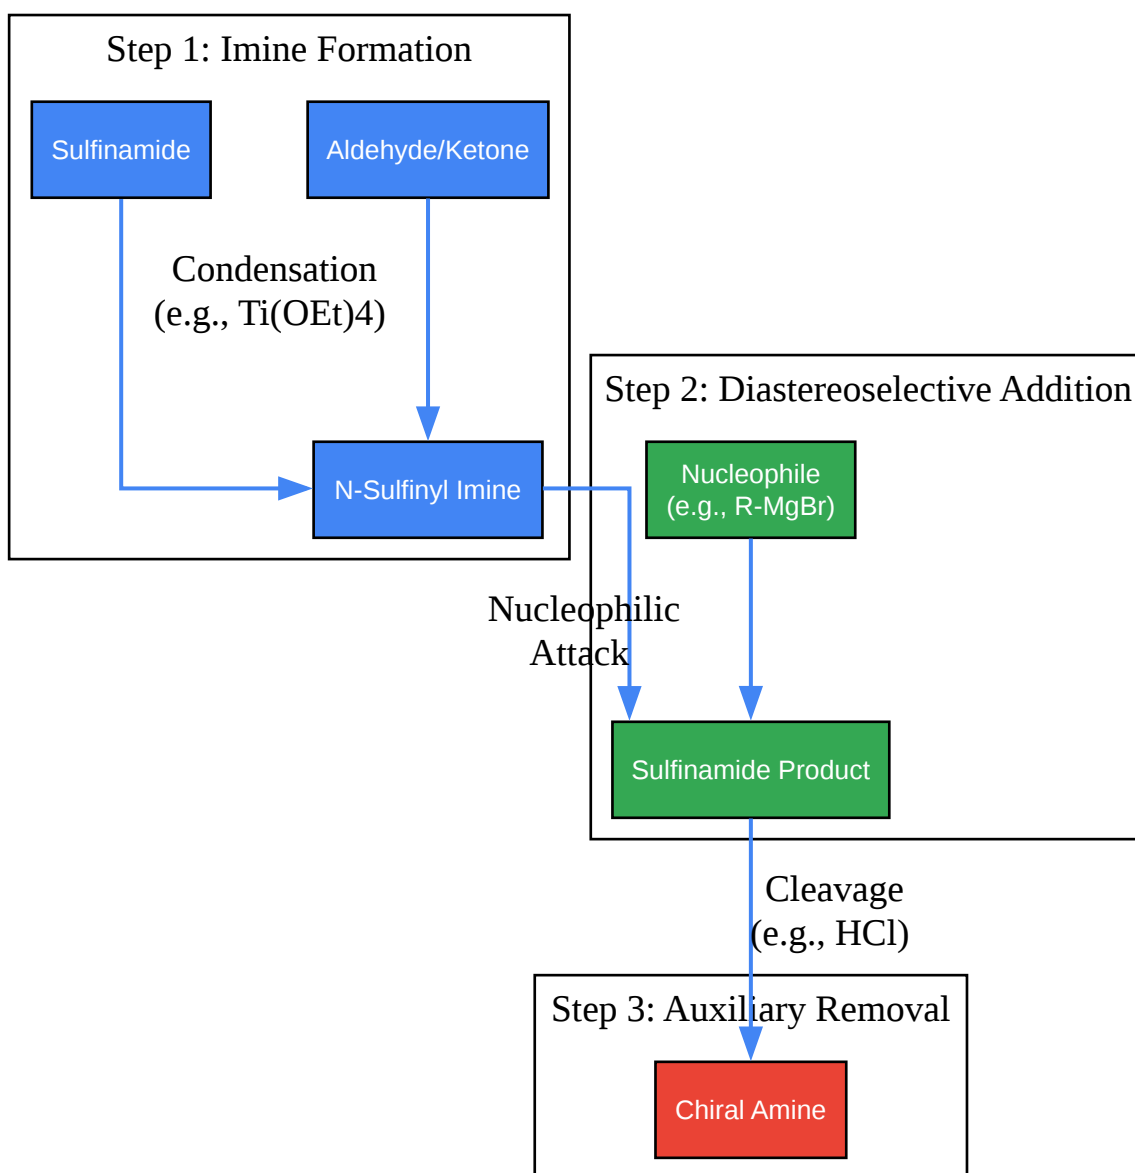 Step 1: Imine Formation
Sulfinamide
Aldehyde/Ketone
Condensation
(e.g., Ti(OEt)4)
N-Sulfinyl Imine
Step 2: Diastereoselective Addition
Nucleophile
(e.g., R-MgBr)
Nucleophilic
Attack
Sulfinamide Product
Cleavage
(e.g., HCl)
Step 3: Auxiliary Removal
Chiral Amine